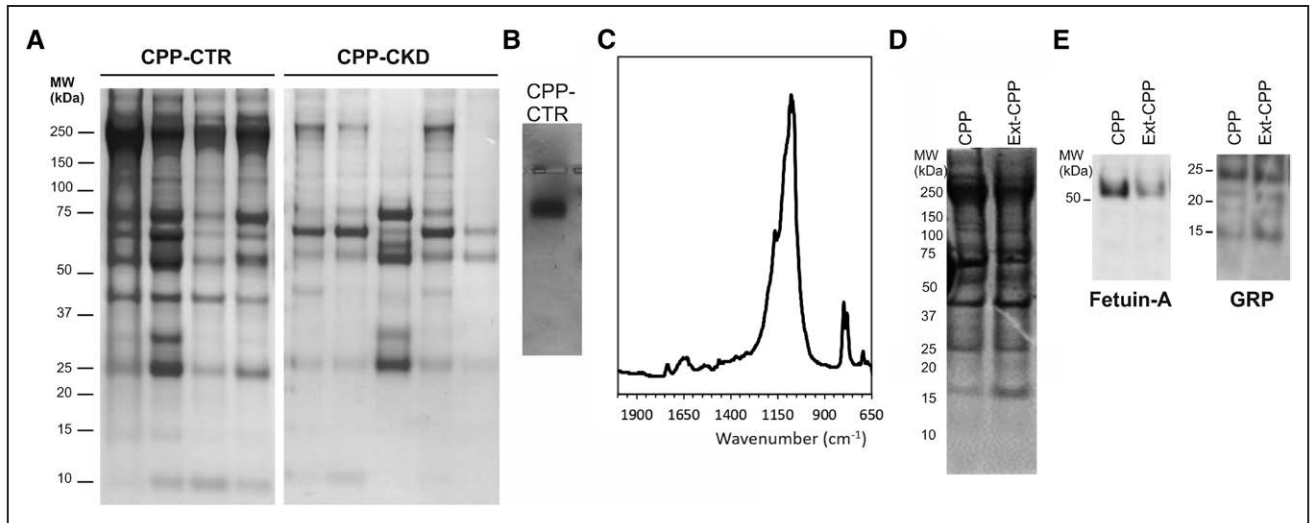 A
CPP-CTR
CPP-CKD
MW
(kDa)
250
150
100
75
50
37
25
20
15
10
B
CPP-
CTR
C
1900 1650 1400 1150 900 650
Wavenumber (cm⁻¹)
D
CPP
Ext-CPP
MW
(kDa)
250
150
100
75
50
37
25
20
15
10
E
CPP
Ext-CPP
MW
(kDa)
50
Fetuin-A
CPP
Ext-CPP
25
20
15
GRP